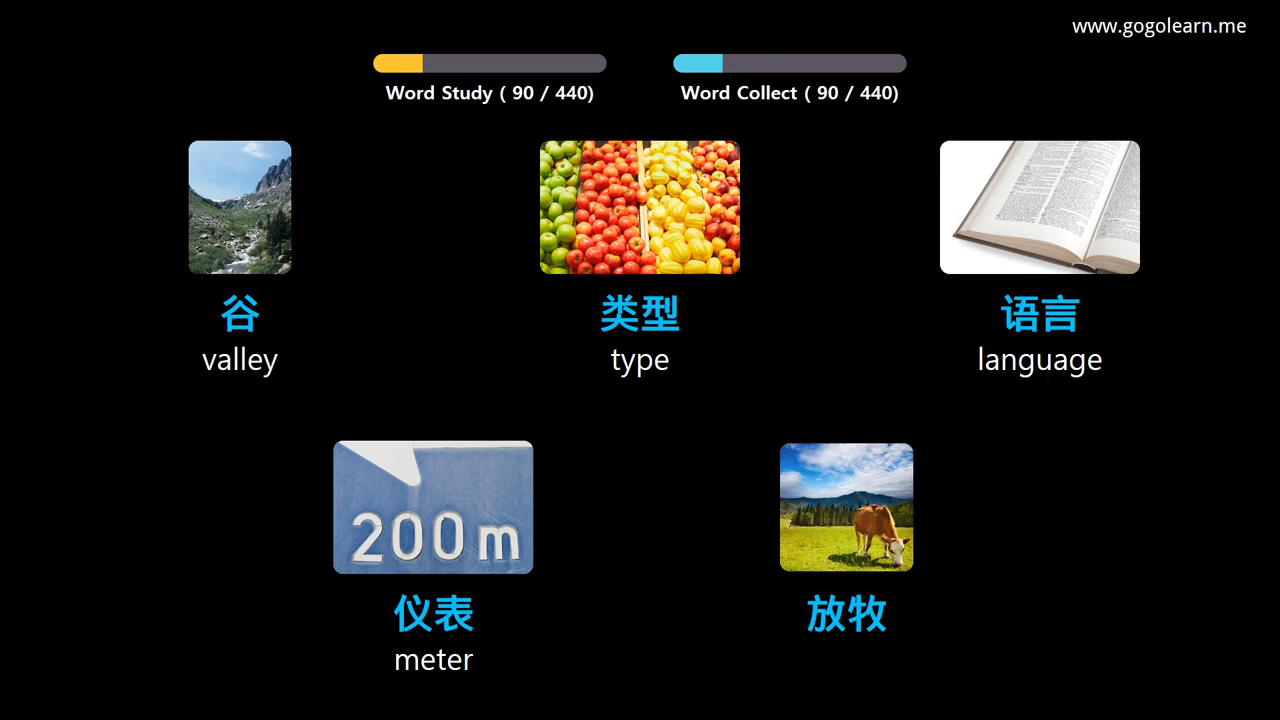 www.gogolearn.me
Word Study ( 90 / 440)
Word Collect ( 90 / 440)
谷
valley
类型
type
语言
language
200m
仪表
meter
放牧